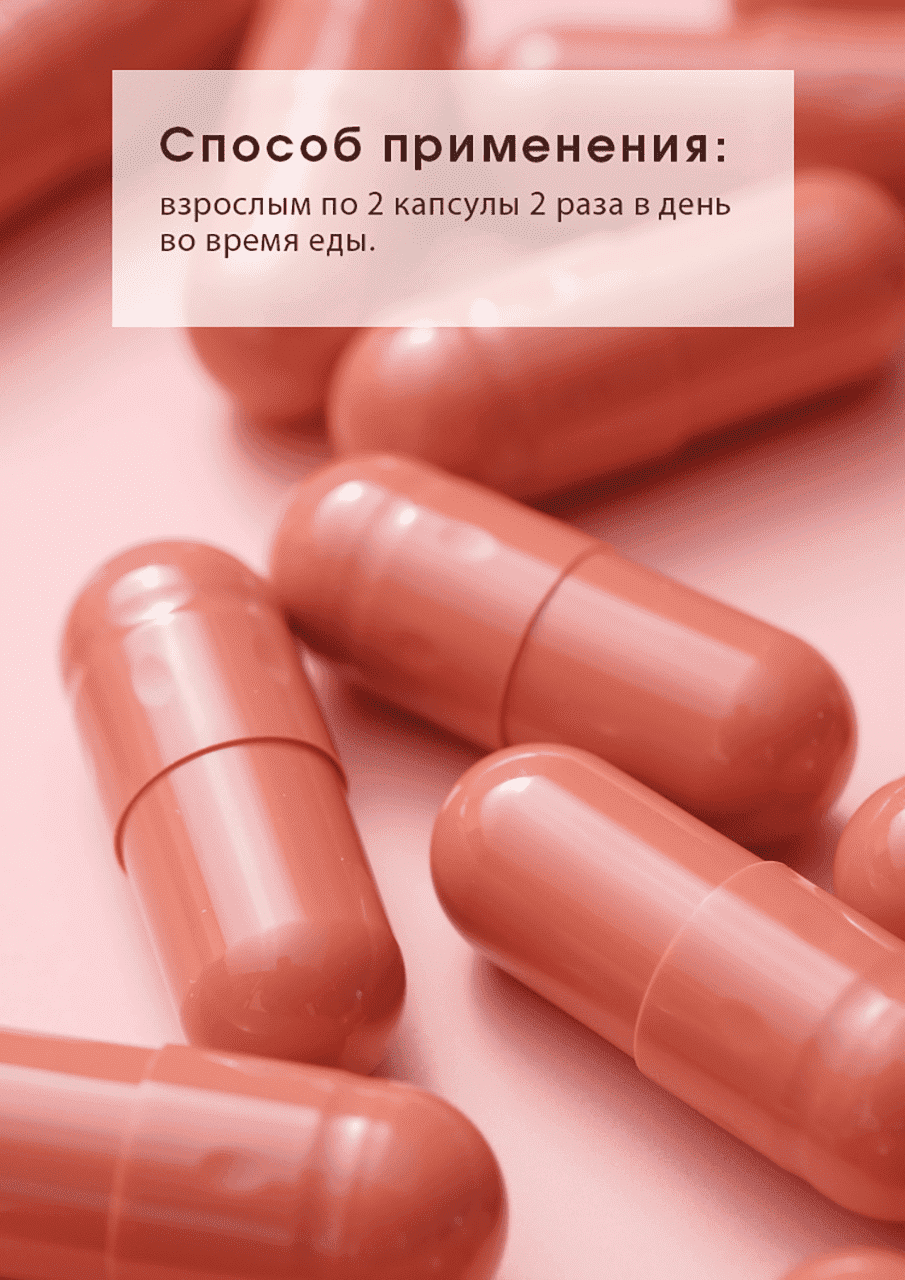 Способ применения:
взрослым по 2 капсулы 2 раза в день
во время еды.